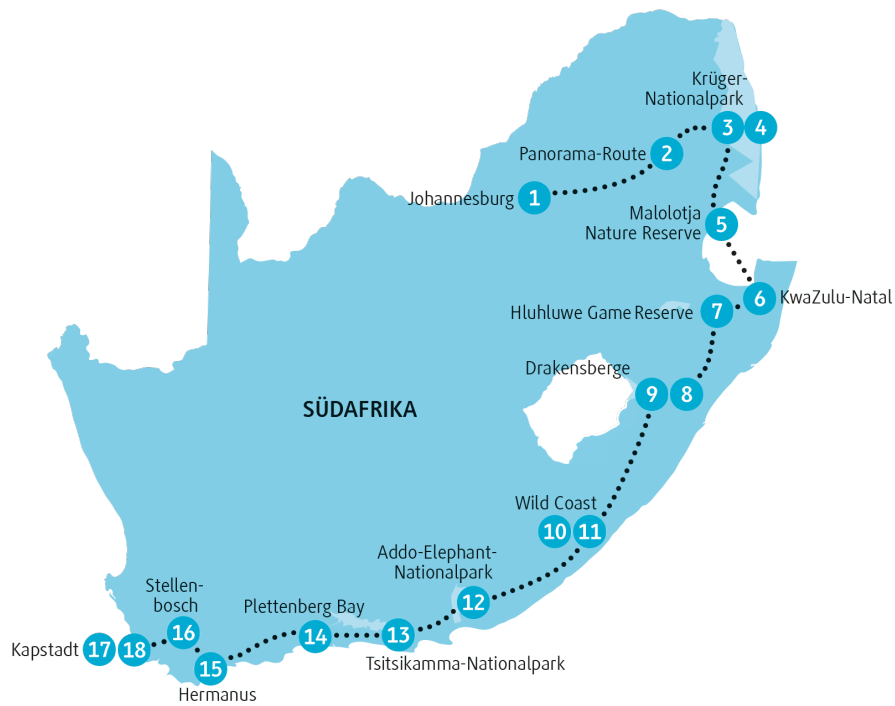 Krüger-
Nationalpark
3 4
Panorama-Route 2
Johannesburg 1
Malolotja
Nature Reserve 5
6 KwaZulu-Natal
Hluhluwe Game Reserve 7
Drakensberge
9 8
SÜDAFRIKA
Wild Coast
10 11
Addo-Elephant-
Nationalpark
12
Stellen-
bosch
16
Plettenberg Bay
14 13
Tsitsikamma-Nationalpark
Kapstadt 17 18
15
Hermanus